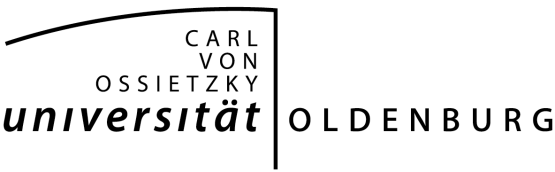 CARL
VON
OSSIETZKY
universität OLDENBURG